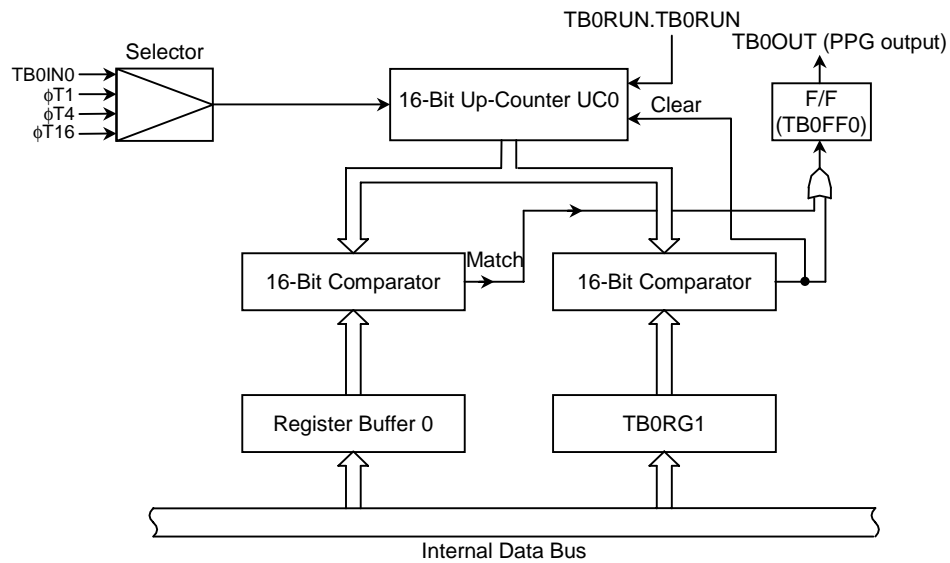 TB0RUN.TB0RUN
TB0OUT (PPG output)
Selector
TB0IN0
ϕT1
ϕT4
ϕT16
16-Bit Up-Counter UC0
Clear
F/F
(TB0FF0)
Match
16-Bit Comparator
16-Bit Comparator
Register Buffer 0
TB0RG1
Internal Data Bus